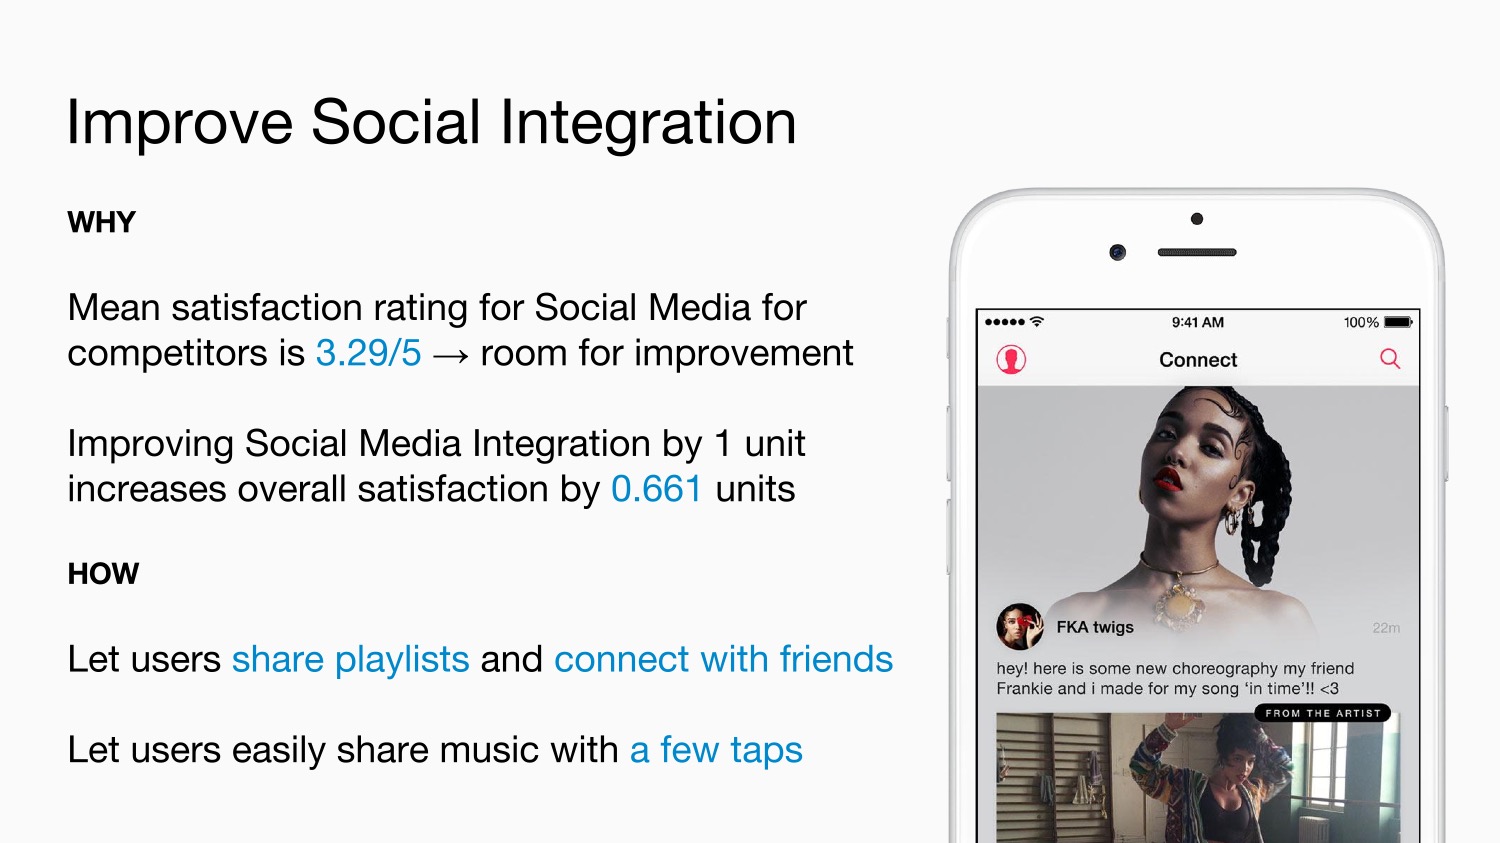 Improve Social Integration
WHY
Mean satisfaction rating for Social Media for
competitors is 3.29/5 → room for improvement
Improving Social Media Integration by 1 unit
increases overall satisfaction by 0.661 units
HOW
Let users share playlists and connect with friends
Let users easily share music with a few taps
9:41 AM
100%
Connect
FKA twigs
22m
hey! here is some new choreography my friend
Frankie and i made for my song ‘in time’!! <3
FROM THE ARTIST